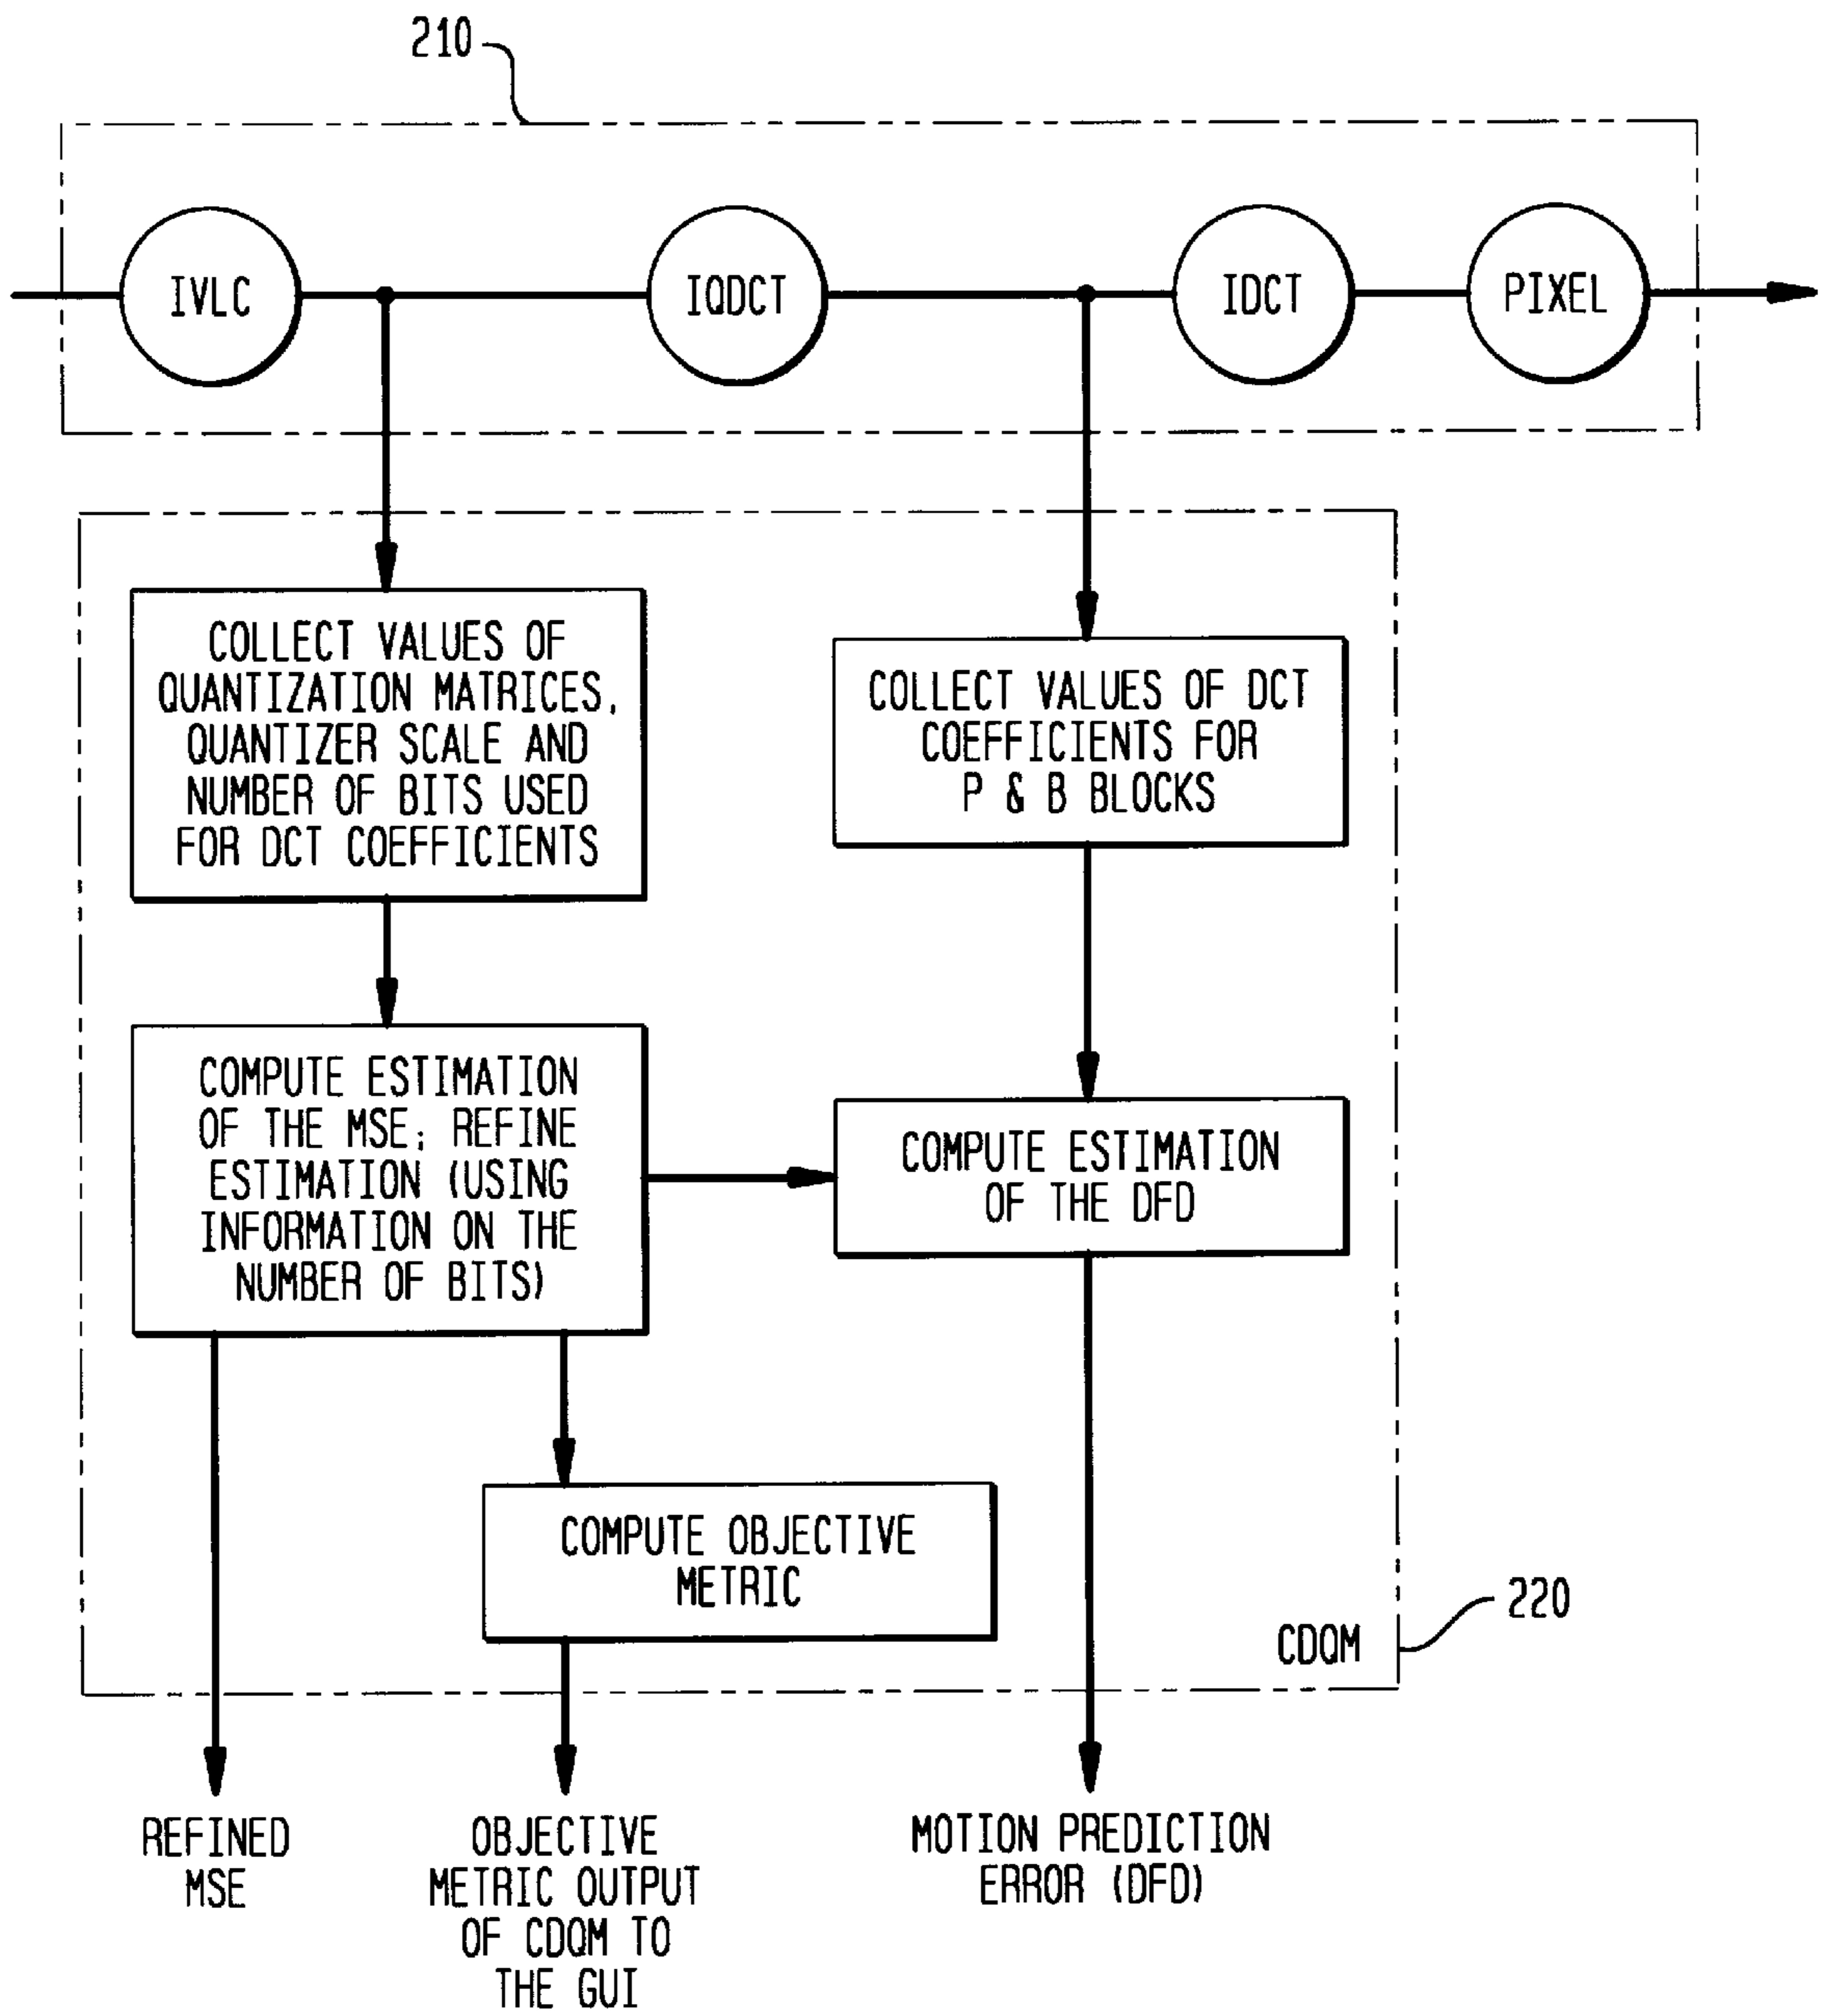 210
IVLC
IQDCT
IDCT
PIXEL
COLLECT VALUES OF
QUANTIZATION MATRICES,
QUANTIZER SCALE AND
NUMBER OF BITS USED
FOR DCT COEFFICIENTS
COLLECT VALUES OF DCT
COEFFICIENTS FOR
P & B BLOCKS
COMPUTE ESTIMATION
OF THE MSE; REFINE
ESTIMATION (USING
INFORMATION ON THE
NUMBER OF BITS)
COMPUTE ESTIMATION
OF THE DFD
COMPUTE OBJECTIVE
METRIC
CDQM
220
REFINED
MSE
OBJECTIVE
METRIC OUTPUT
OF CDQM TO
THE GUI
MOTION PREDICTION
ERROR (DFD)